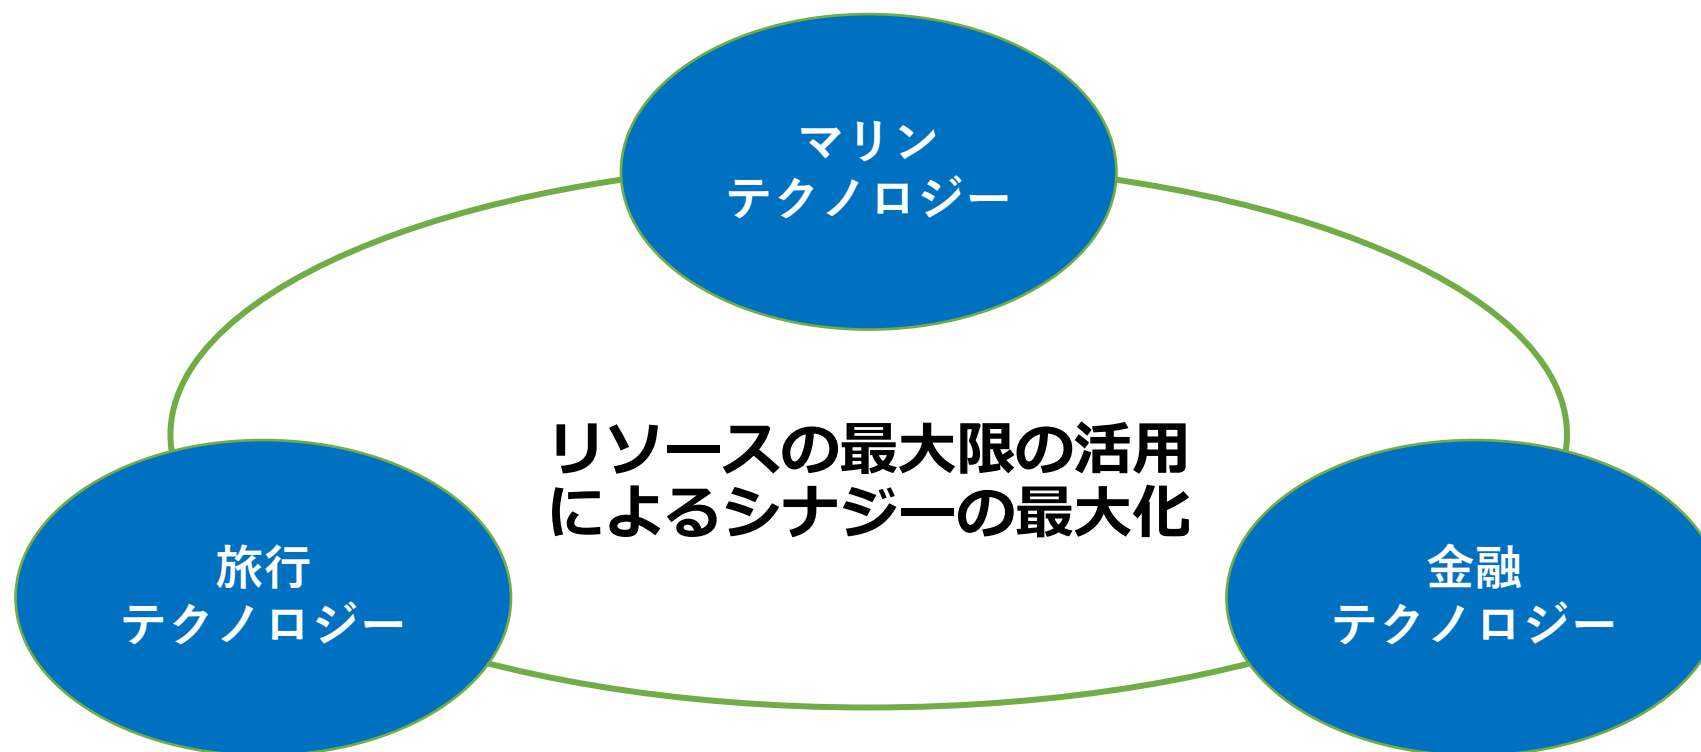 マリン
テクノロジー
リソースの最大限の活用
によるシナジーの最大化
旅行
テクノロジー
金融
テクノロジー